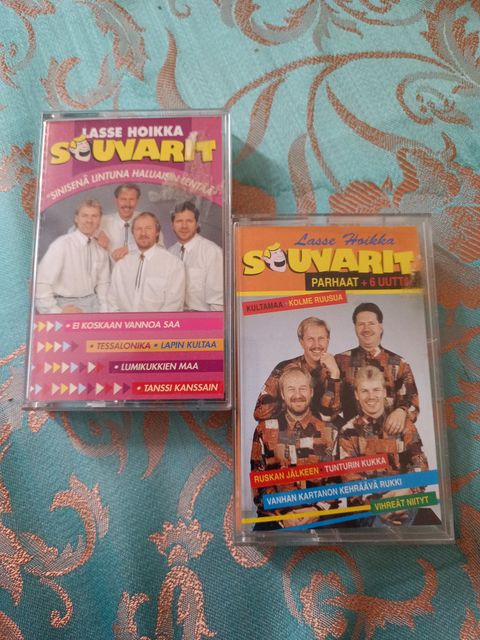 LASSE HOIKKA
SOUVARIT
"SINISENÄ LINTUNA HALUAISIN LENTÄÄ"
• EI KOSKAAN VANNOA SAA
• TESSALONIKA • LAPIN KULTAA
• LUMIKUKKIEN MAA
• TANSSI KANSSAIN
Lasse Hoikka
SOUVARIT
PARHAAT + 6 UUTTA
KULTAMAA - KOLME RUUSUA
RUSKAN JÄLKEEN TUNTURIN KUKKA
VANHAN KARTANON KEHRÄÄVÄ RUKKI
VIHREÄT NIITYT